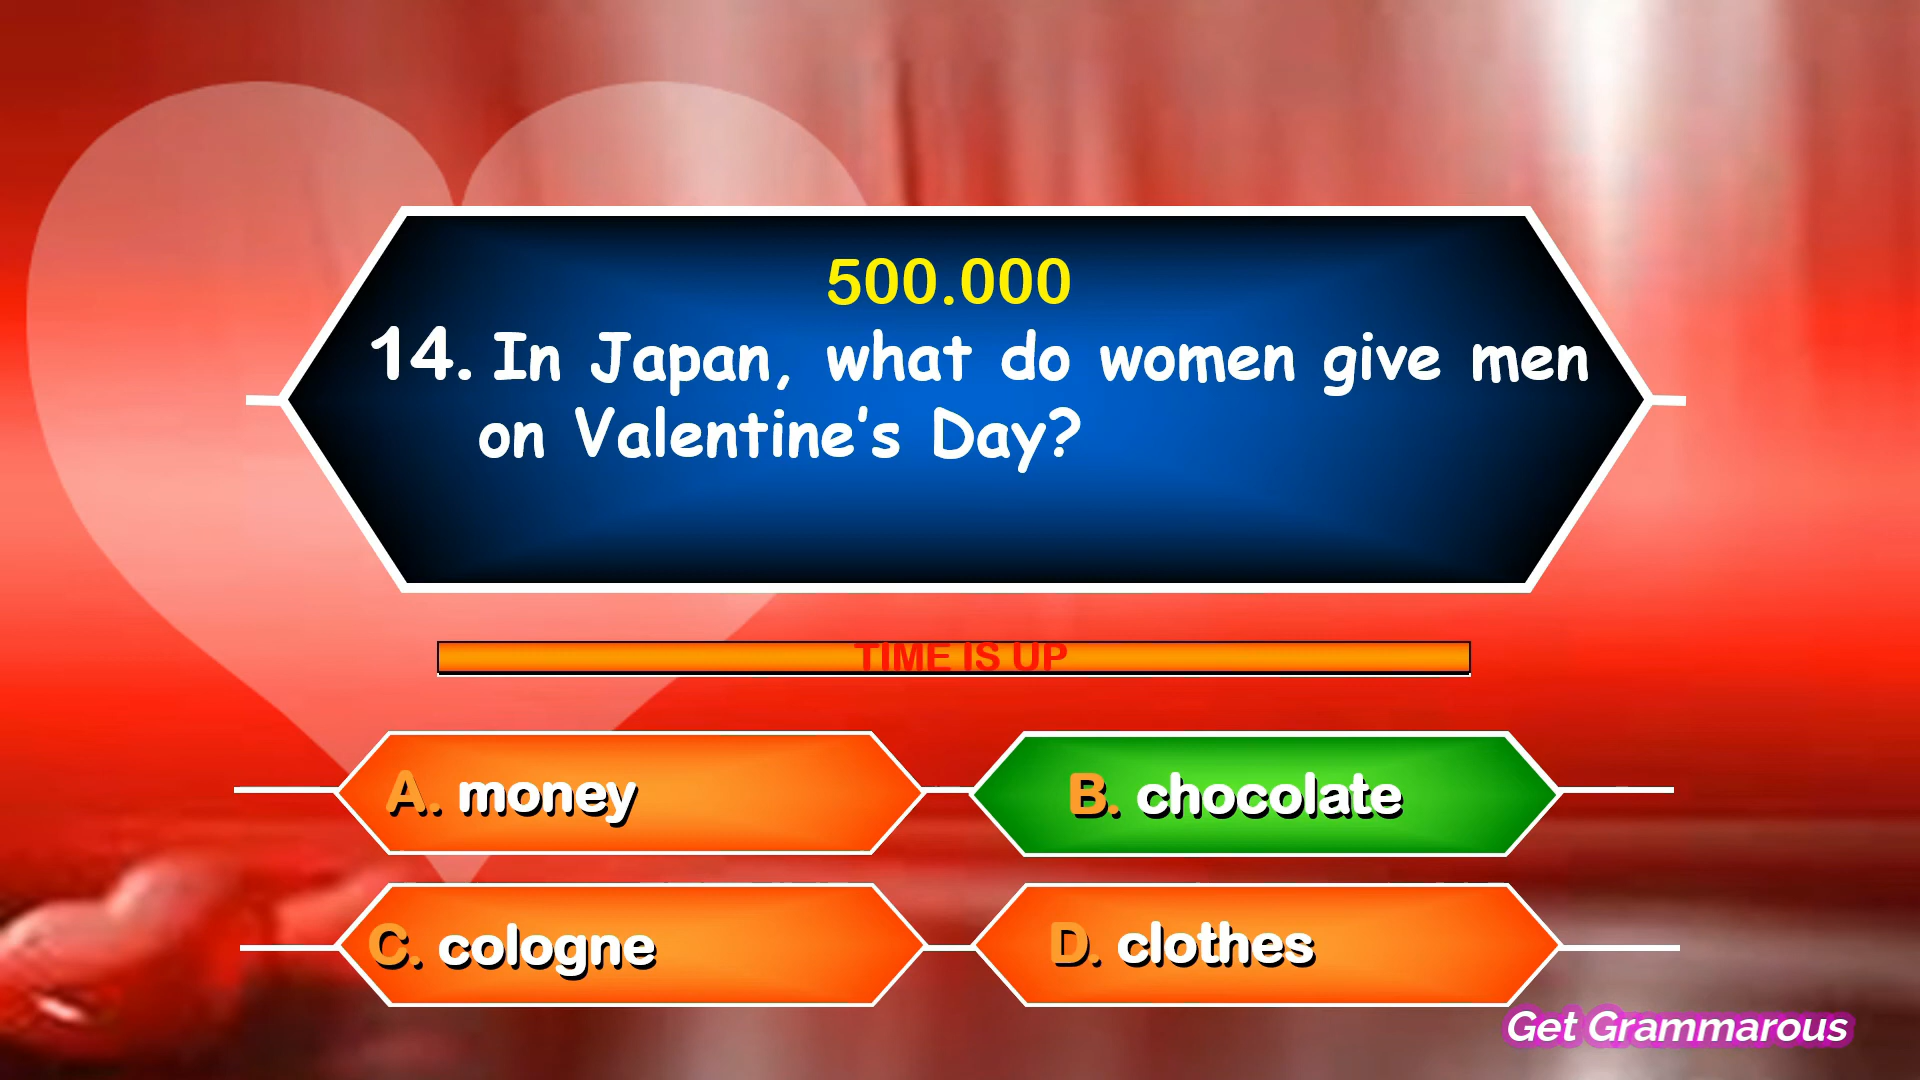 500.000
14. In Japan, what do women give men
on Valentine's Day?
TIME IS UP
A. money
B. chocolate
C. cologne
D. clothes
Get Grammarous